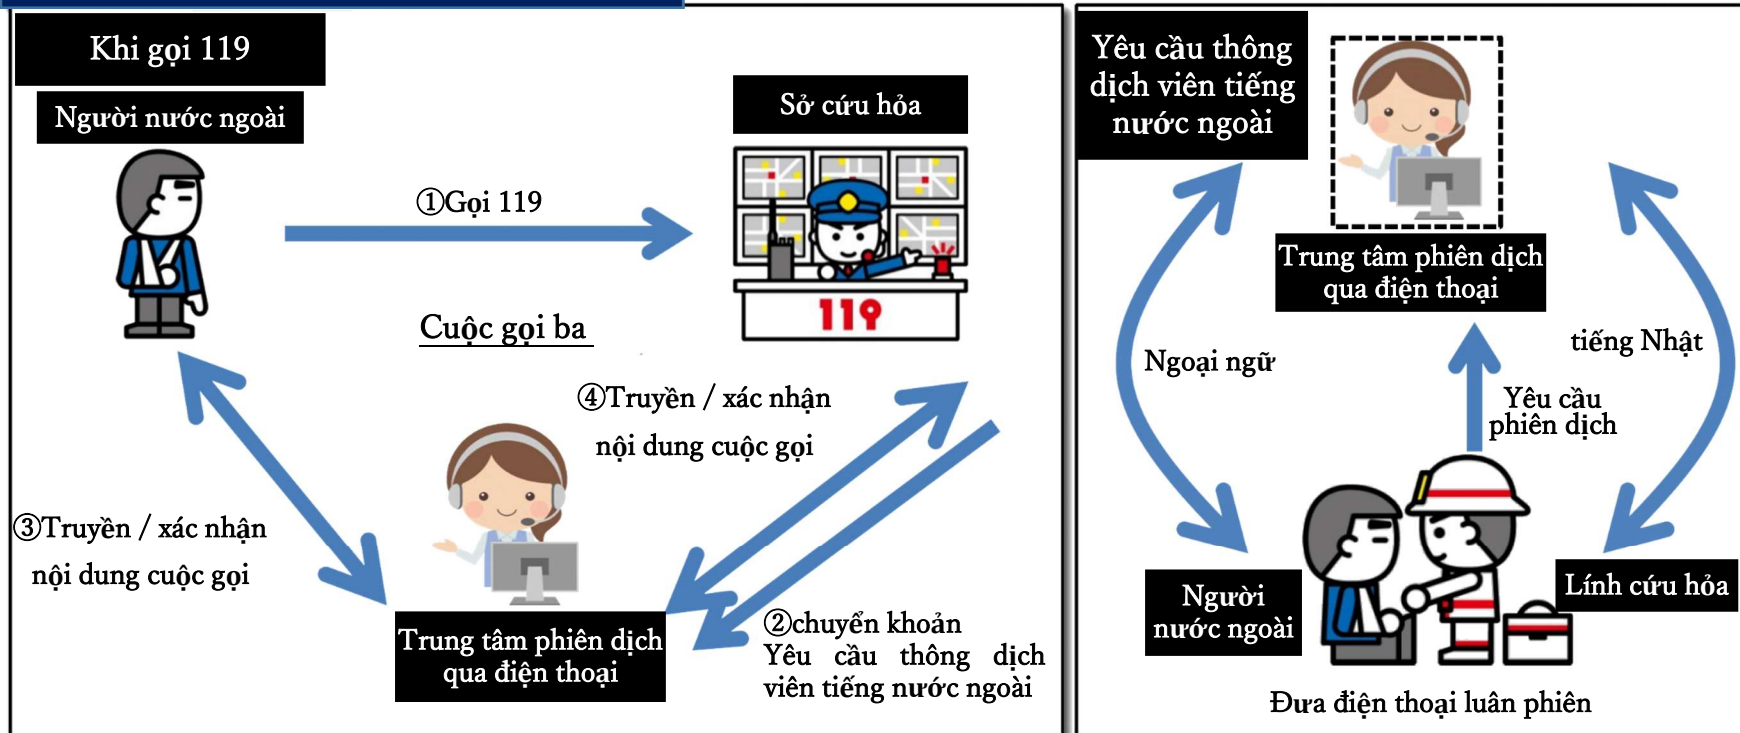 Khi gọi 119
Người nước ngoài
Sở cứu hỏa
①Gọi 119
119
Cuộc gọi ba
④Truyền / xác nhận
nội dung cuộc gọi
③Truyền / xác nhận
nội dung cuộc gọi
Trung tâm phiên dịch
qua điện thoại
②chuyển khoản
Yêu cầu thông dịch
viên tiếng nước ngoài
Yêu cầu thông
dịch viên tiếng
nước ngoài
Trung tâm phiên dịch
qua điện thoại
Ngoại ngữ
tiếng Nhật
Yêu cầu
phiên dịch
Người
nước ngoài
Lính cứu hỏa
Đưa điện thoại luân phiên